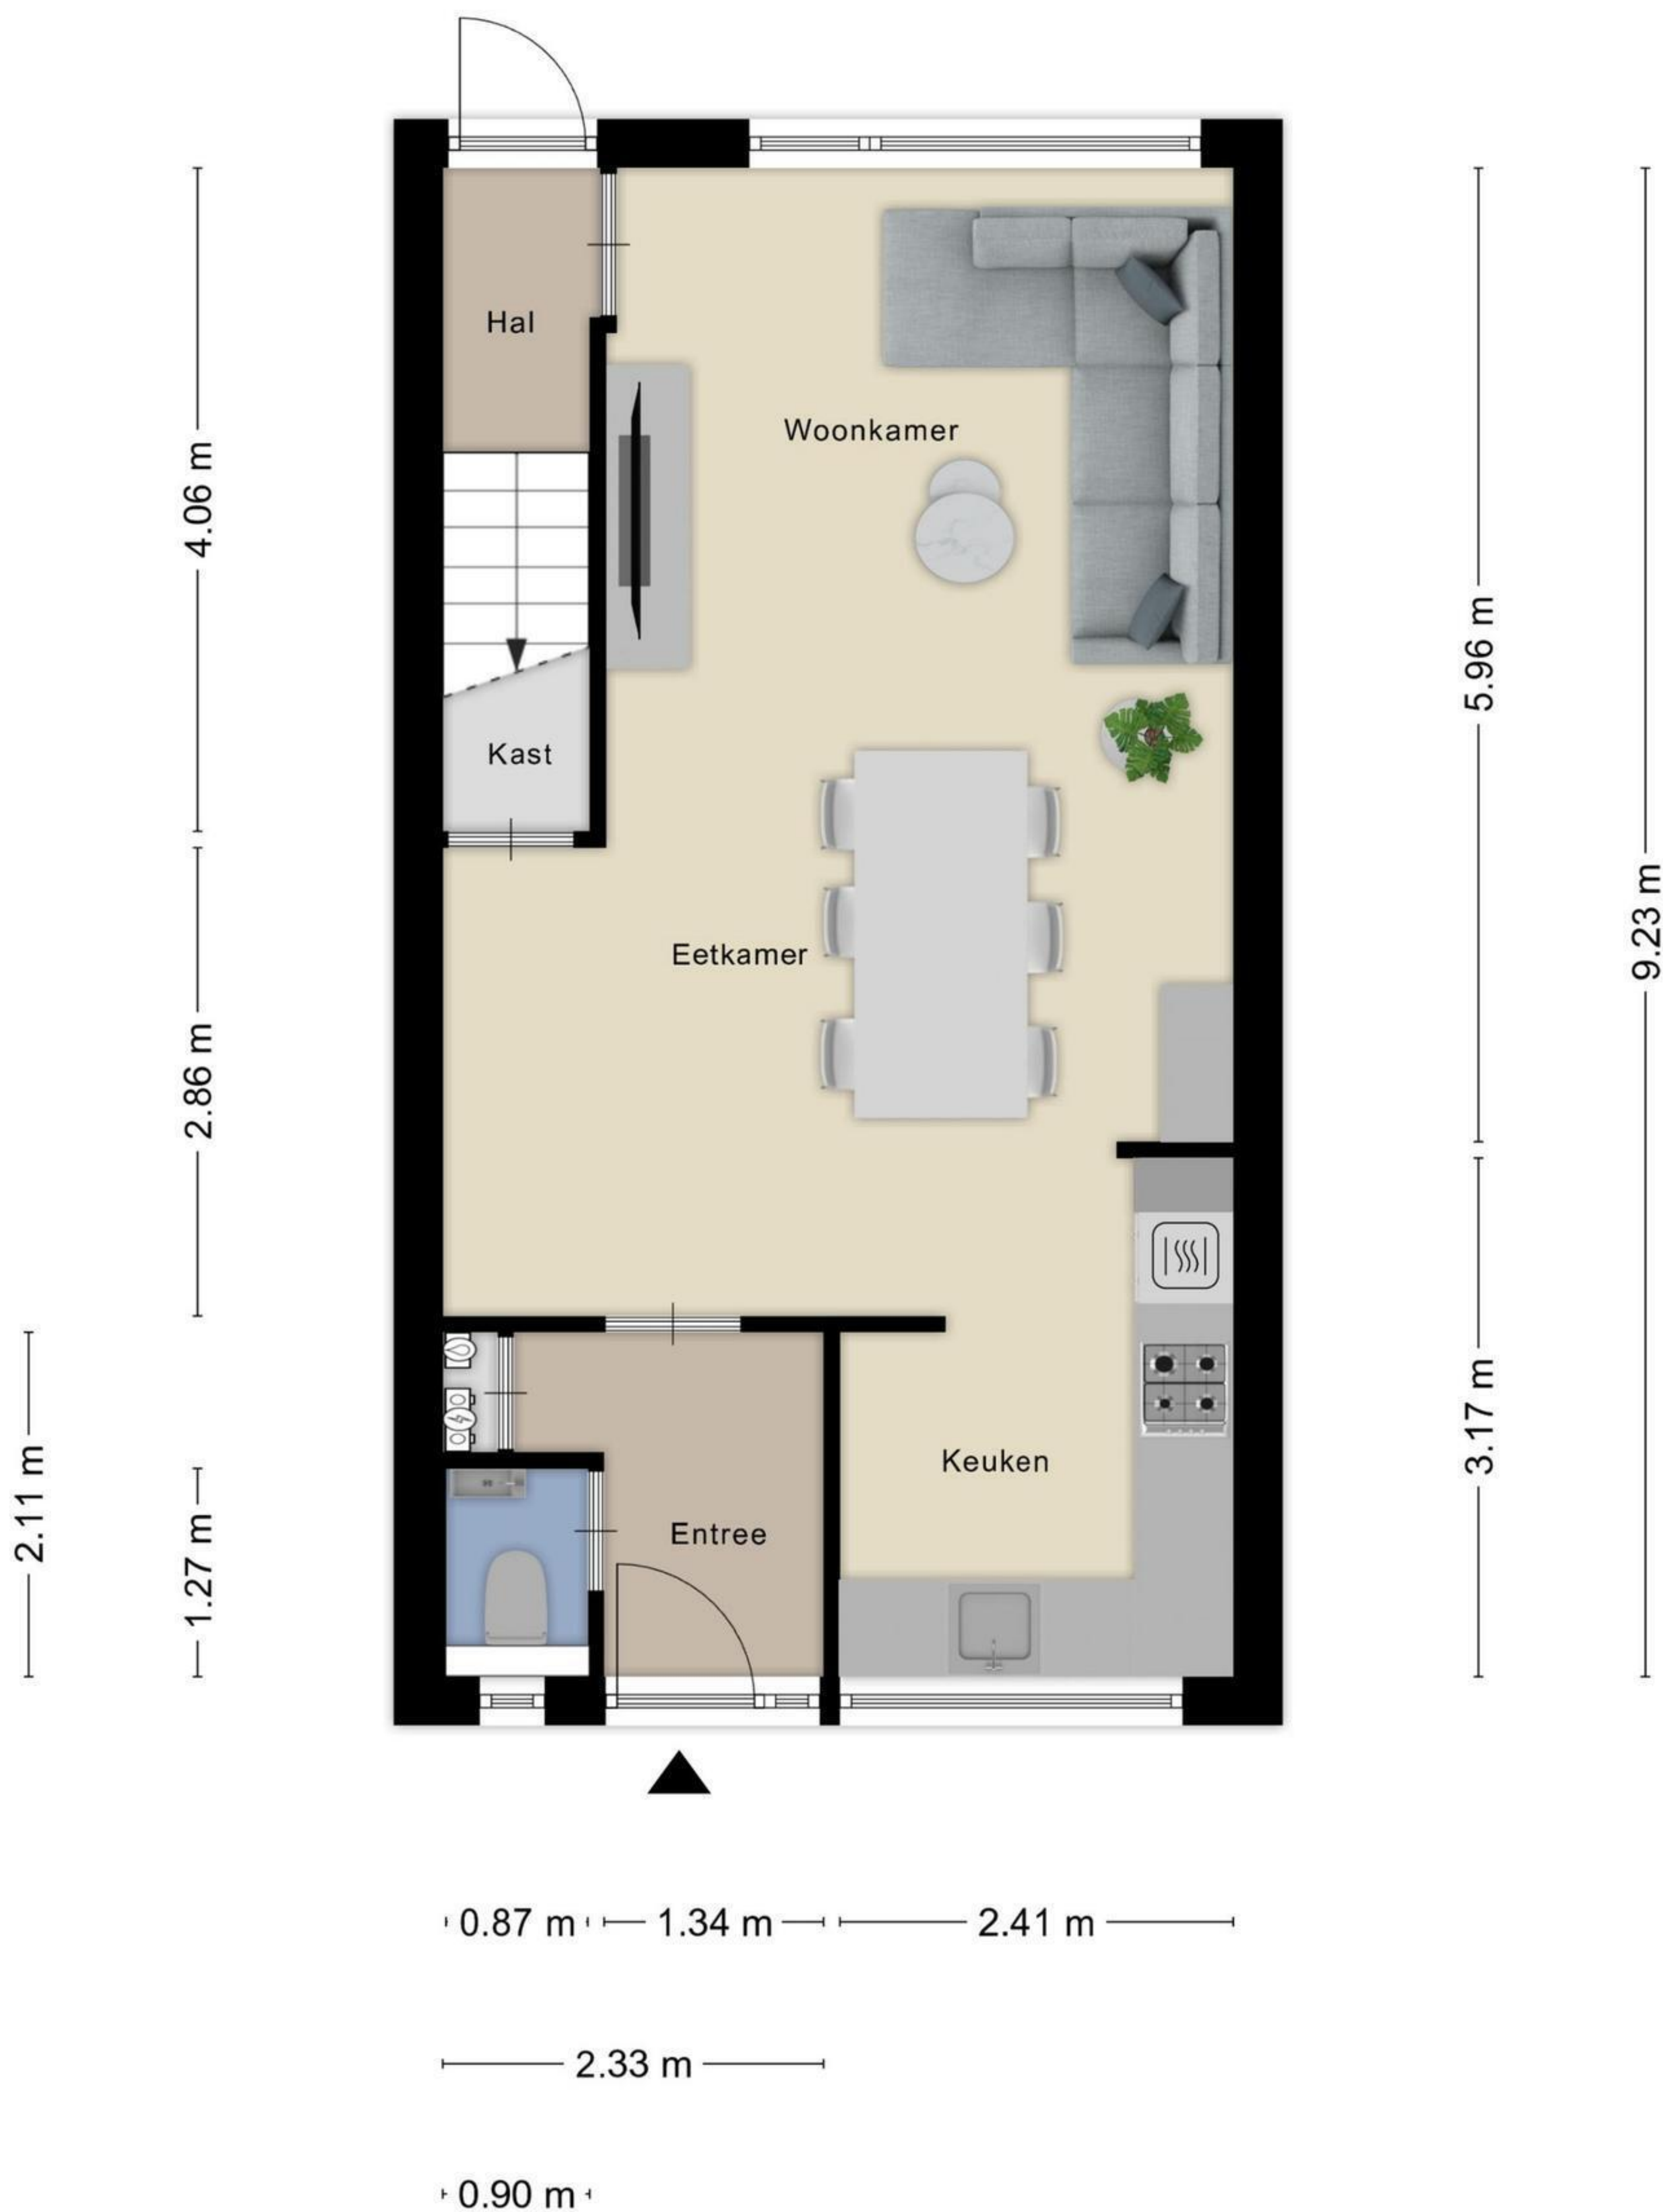 Hal
Woonkamer
4.06 m
5.96 m
Kast
9.23 m
Eetkamer
2.86 m
3.17 m
Keuken
2.11 m
1.27 m
Entree
0.87 m
1.34 m
2.41 m
2.33 m
0.90 m